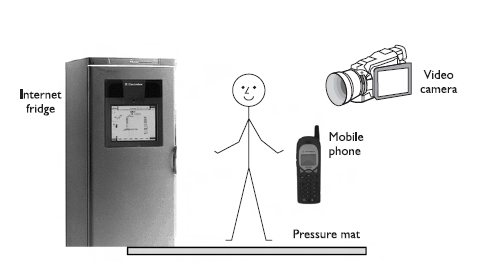 Internet
fridge
Video
camera
Mobile
phone
Pressure mat